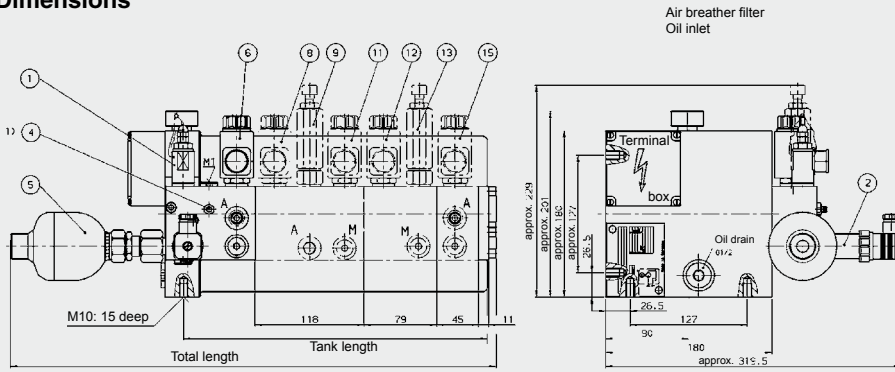 Dimensions
Air breather filter
Oil inlet
6
8
9
11
12
13
15
1
1) 4
5
M1
A
A
M
M
A
M10: 15 deep
118
79
45
11
Tank length
Total length
approx. 229
approx. 201
approx. 180
approx. 127
26.5
Terminal
box
Oil drain
G1/2
2
26.5
127
90
180
approx. 319.5